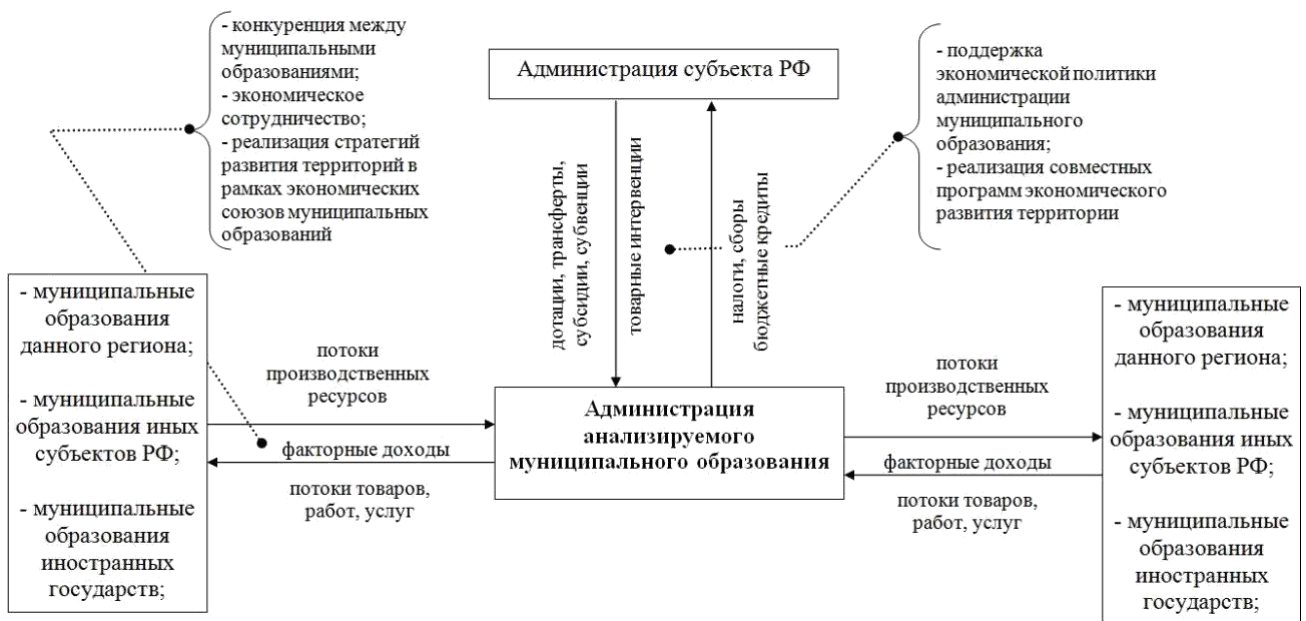 - конкуренция между
муниципальными
образованиями;
- экономическое
сотрудничество;
- реализация стратегий
развития территорий в
рамках экономических
союзов муниципальных
образований
Администрация субъекта РФ
- поддержка
экономической политики
администрации
муниципального
образования;
- реализация совместных
программ экономического
развития территории
дотации, трансферты,
субсидии, субвенции
товарные интервенции
налоги, сборы
бюджетные кредиты
- муниципальные
образования
данного региона;
- муниципальные
образования иных
субъектов РФ;
- муниципальные
образования
иностранных
государств;
потоки
производственных
ресурсов
факторные доходы
потоки товаров,
работ, услуг
Администрация
анализируемого
муниципального образования
потоки
производственных
ресурсов
факторные доходы
потоки товаров,
работ, услуг
- муниципальные
образования
данного региона;
- муниципальные
образования иных
субъектов РФ;
- муниципальные
образования
иностранных
государств;